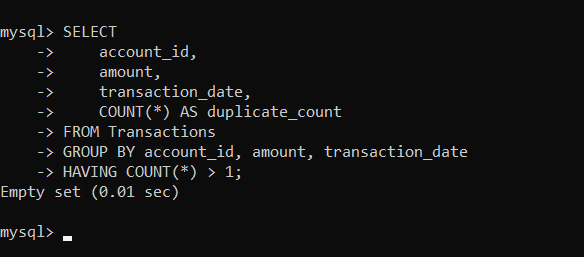 mysql> SELECT
    ->     account_id,
    ->     amount,
    ->     transaction_date,
    ->     COUNT(*) AS duplicate_count
    -> FROM Transactions
    -> GROUP BY account_id, amount, transaction_date
    -> HAVING COUNT(*) > 1;
Empty set (0.01 sec)
mysql>